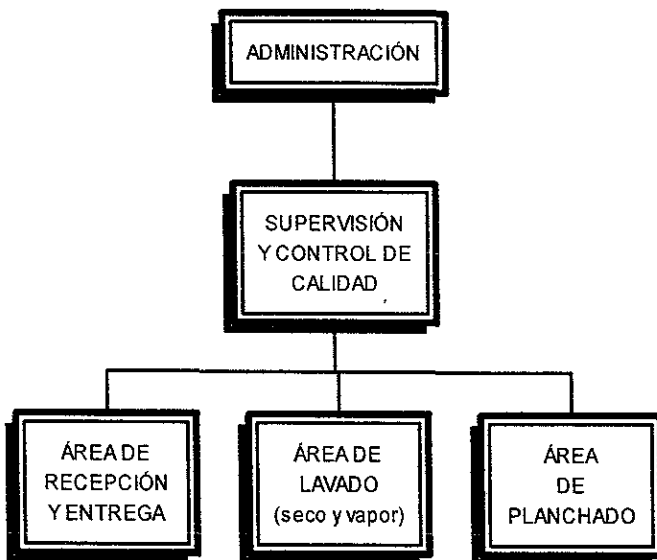 ADMINISTRACIÓN
SUPERVISIÓN
Y CONTROL DE
CALIDAD
ÁREA DE
RECEPCIÓN
Y ENTREGA
ÁREA DE
LAVADO
(seco y vapor)
ÁREA
DE
PLANCHADO